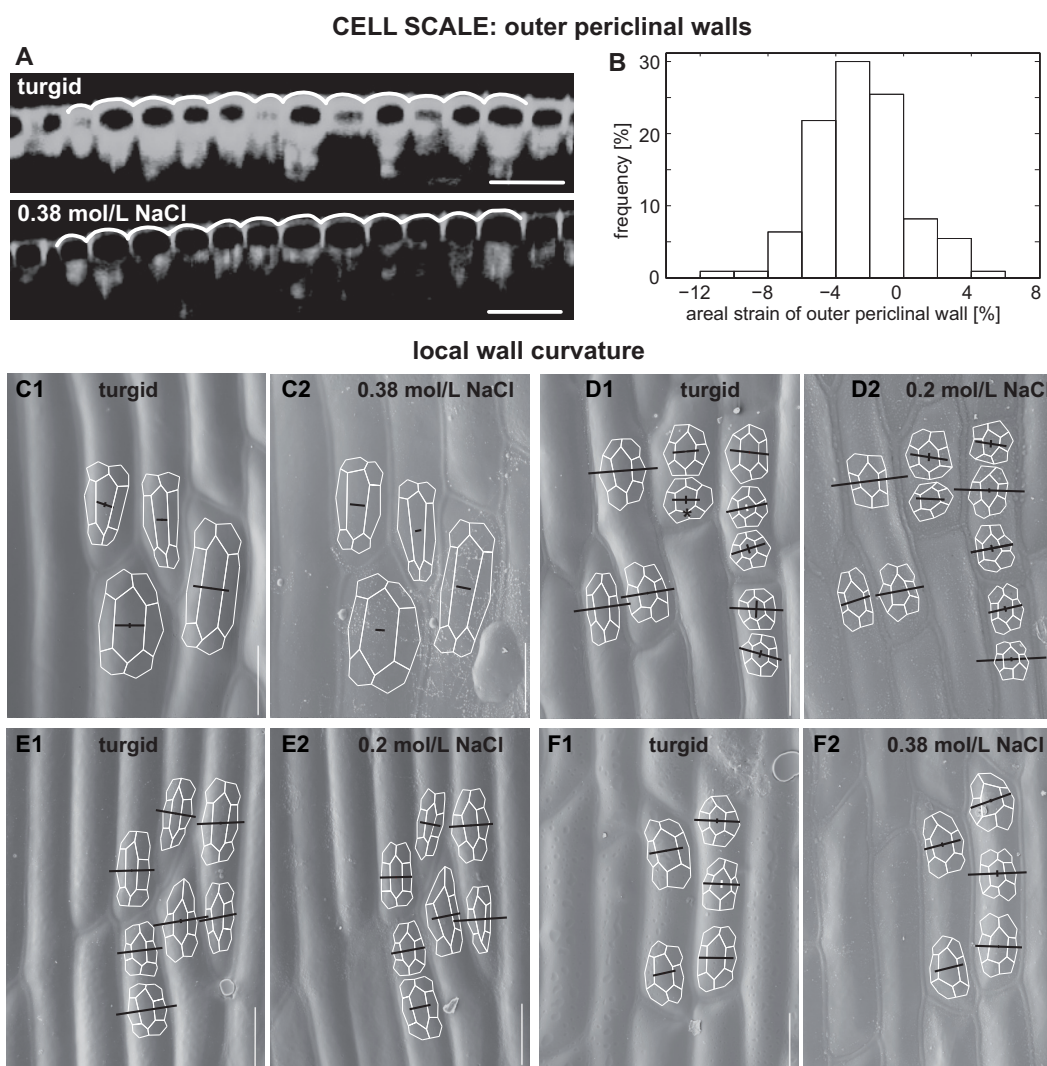 CELL SCALE: outer periclinal walls
A
turgid
0.38 mol/L NaCl
B
frequency [%]
30
20
10
0
−12 −8 −4 0 4 8
areal strain of outer periclinal wall [%]
local wall curvature
C1 turgid
C2 0.38 mol/L NaCl
D1 turgid
D2 0.2 mol/L NaCl
E1 turgid
E2 0.2 mol/L NaCl
F1 turgid
F2 0.38 mol/L NaCl
*